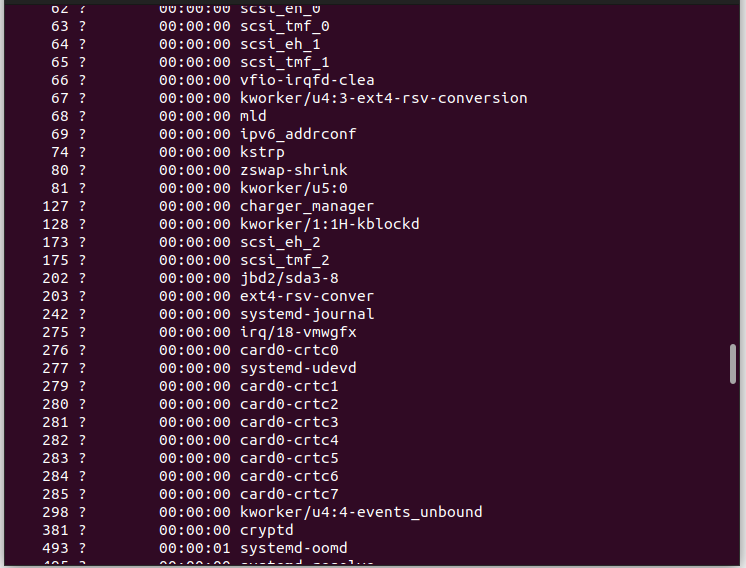 62 ? 00:00:00 scsi_eh_0
63 ? 00:00:00 scsi_tmf_0
64 ? 00:00:00 scsi_eh_1
65 ? 00:00:00 scsi_tmf_1
66 ? 00:00:00 vfio-irqfd-clea
67 ? 00:00:00 kworker/u4:3-ext4-rsv-conversion
68 ? 00:00:00 mld
69 ? 00:00:00 ipv6_addrconf
74 ? 00:00:00 kstrp
80 ? 00:00:00 zswap-shrink
81 ? 00:00:00 kworker/u5:0
127 ? 00:00:00 charger_manager
128 ? 00:00:00 kworker/1:1H-kblockd
173 ? 00:00:00 scsi_eh_2
175 ? 00:00:00 scsi_tmf_2
202 ? 00:00:00 jbd2/sda3-8
203 ? 00:00:00 ext4-rsv-conver
242 ? 00:00:00 systemd-journal
275 ? 00:00:00 irq/18-vmwgfx
276 ? 00:00:00 card0-crtc0
277 ? 00:00:00 systemd-udevd
279 ? 00:00:00 card0-crtc1
280 ? 00:00:00 card0-crtc2
281 ? 00:00:00 card0-crtc3
282 ? 00:00:00 card0-crtc4
283 ? 00:00:00 card0-crtc5
284 ? 00:00:00 card0-crtc6
285 ? 00:00:00 card0-crtc7
298 ? 00:00:00 kworker/u4:4-events_unbound
381 ? 00:00:00 cryptd
493 ? 00:00:01 systemd-oomd